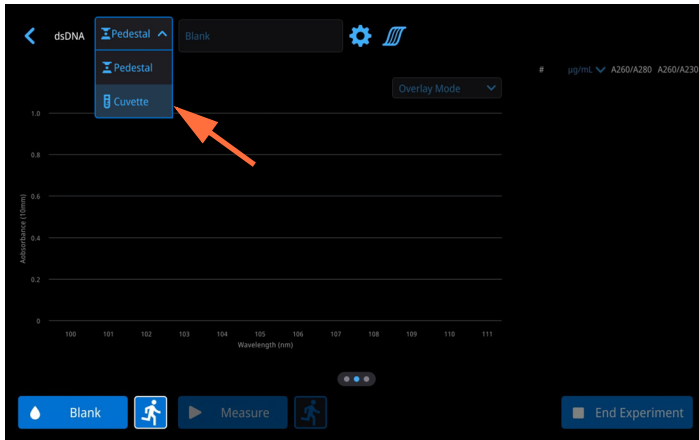 dsDNA
Pedestal
Blank
Pedestal
Cuvette
# µg/mL A260/A280 A260/A230
Overlay Mode
1.0
0.8
0.6
0.4
0.2
0
Aobsorbance (10mm)
100 101 102 103 104 105 106 107 108 109 110 111
Wavelength (nm)
Blank
Measure
End Experiment